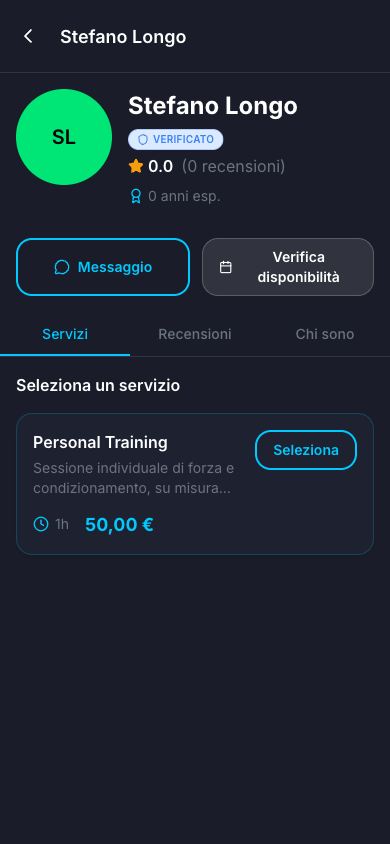 Stefano Longo
SL
Stefano Longo
VERIFICATO
0.0 (0 recensioni)
0 anni esp.
Messaggio
Verifica
disponibilità
Servizi Recensioni Chi sono
Seleziona un servizio
Personal Training
Seleziona
Sessione individuale di forza e
condizionamento, su misura...
1h 50,00 €